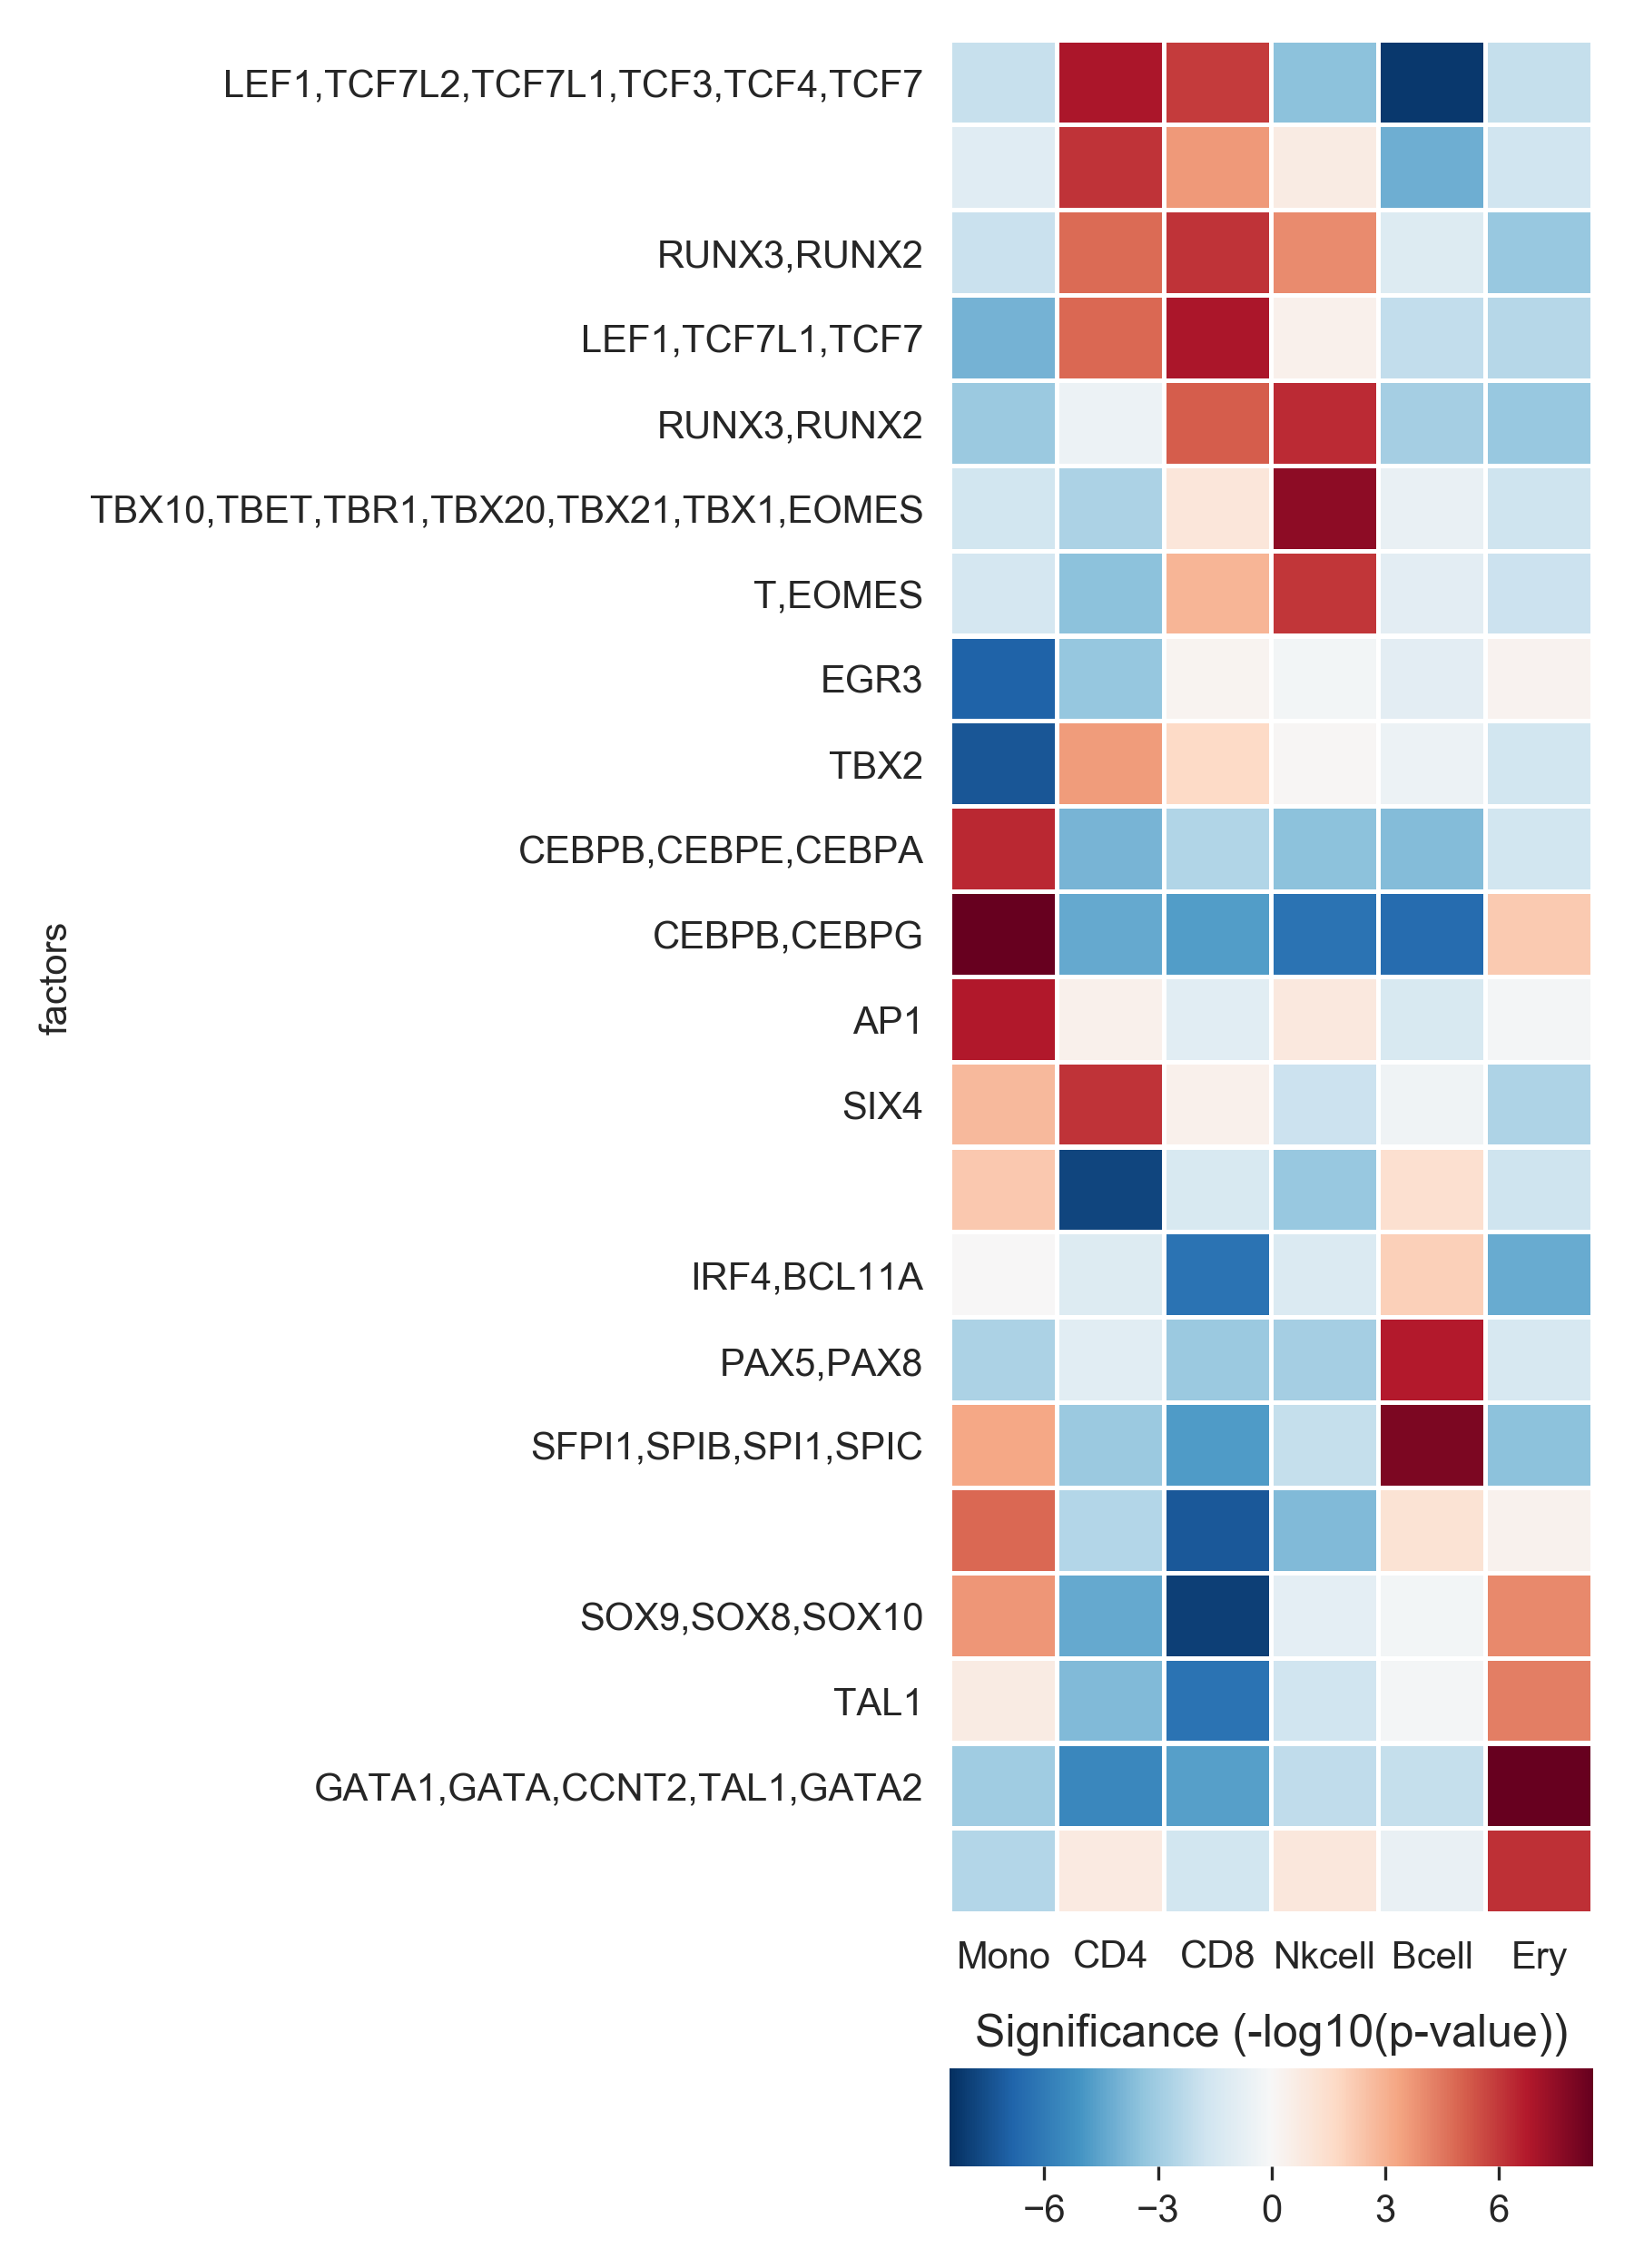 LEF1,TCF7L2,TCF7L1,TCF3,TCF4,TCF7
RUNX3,RUNX2
LEF1,TCF7L1,TCF7
RUNX3,RUNX2
TBX10,TBET,TBR1,TBX20,TBX21,TBX1,EOMES
T,EOMES
EGR3
TBX2
CEBPB,CEBPE,CEBPA
CEBPB,CEBPG
factors
AP1
SIX4
IRF4,BCL11A
PAX5,PAX8
SFPI1,SPIB,SPI1,SPIC
SOX9,SOX8,SOX10
TAL1
GATA1,GATA,CCNT2,TAL1,GATA2
Mono CD4 CD8 Nkcell Bcell Ery
Significance (-log10(p-value))
−6 −3 0 3 6